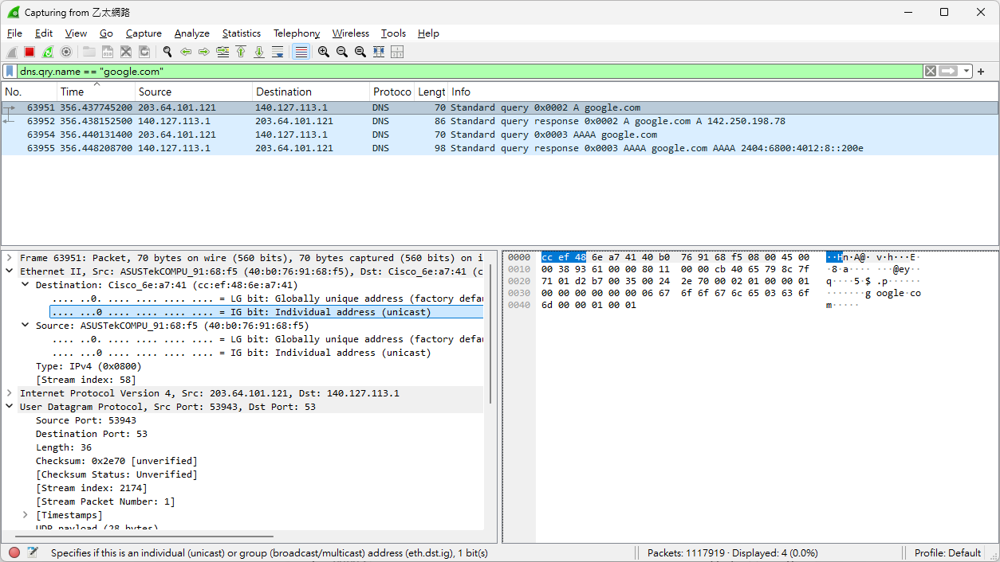 Capturing from 乙太網路
File Edit View Go Capture Analyze Statistics Telephony Wireless Tools Help
dns.qry.name == "google.com"
No. Time Source Destination Protoco Lengt Info
63951 356.437745200 203.64.101.121 140.127.113.1 DNS 70 Standard query 0x0002 A google.com
63952 356.438152500 140.127.113.1 203.64.101.121 DNS 86 Standard query response 0x0002 A google.com A 142.250.198.78
63954 356.440131400 203.64.101.121 140.127.113.1 DNS 70 Standard query 0x0003 AAAA google.com
63955 356.448208700 140.127.113.1 203.64.101.121 DNS 98 Standard query response 0x0003 AAAA google.com AAAA 2404:6800:4012:8::200e
Frame 63951: Packet, 70 bytes on wire (560 bits), 70 bytes captured (560 bits) on i
Ethernet II, Src: ASUSTekCOMPU_91:68:f5 (40:b0:76:91:68:f5), Dst: Cisco_6e:a7:41 (c
Destination: Cisco_6e:a7:41 (cc:ef:48:6e:a7:41)
.... ..0. .... .... .... .... = LG bit: Globally unique address (factory defau
.... ...0 .... .... .... .... = IG bit: Individual address (unicast)
Source: ASUSTekCOMPU_91:68:f5 (40:b0:76:91:68:f5)
.... ..0. .... .... .... .... = LG bit: Globally unique address (factory defau
.... ...0 .... .... .... .... = IG bit: Individual address (unicast)
Type: IPv4 (0x0800)
[Stream index: 58]
Internet Protocol Version 4, Src: 203.64.101.121, Dst: 140.127.113.1
User Datagram Protocol, Src Port: 53943, Dst Port: 53
Source Port: 53943
Destination Port: 53
Length: 36
Checksum: 0x2e70 [unverified]
[Checksum Status: Unverified]
[Stream index: 2174]
[Stream Packet Number: 1]
[Timestamps]
UDP payload (28 bytes)
0000 cc ef 48 6e a7 41 40 b0 76 91 68 f5 08 00 45 00 ··Hn·A@· v·h···E·
0010 00 38 93 61 00 00 80 11 00 00 cb 40 65 79 8c 7f ·8·a···· ···@ey··
0020 71 01 d2 b7 00 35 00 24 2e 70 00 02 01 00 00 01 q····5·$ .p······
0030 00 00 00 00 00 00 06 67 6f 6f 67 6c 65 03 63 6f ·······g oogle·co
0040 6d 00 00 01 00 01 m·····
Specifies if this is an individual (unicast) or group (broadcast/multicast) address (eth.dst.ig), 1 bit(s)
Packets: 1117919 · Displayed: 4 (0.0%)
Profile: Default